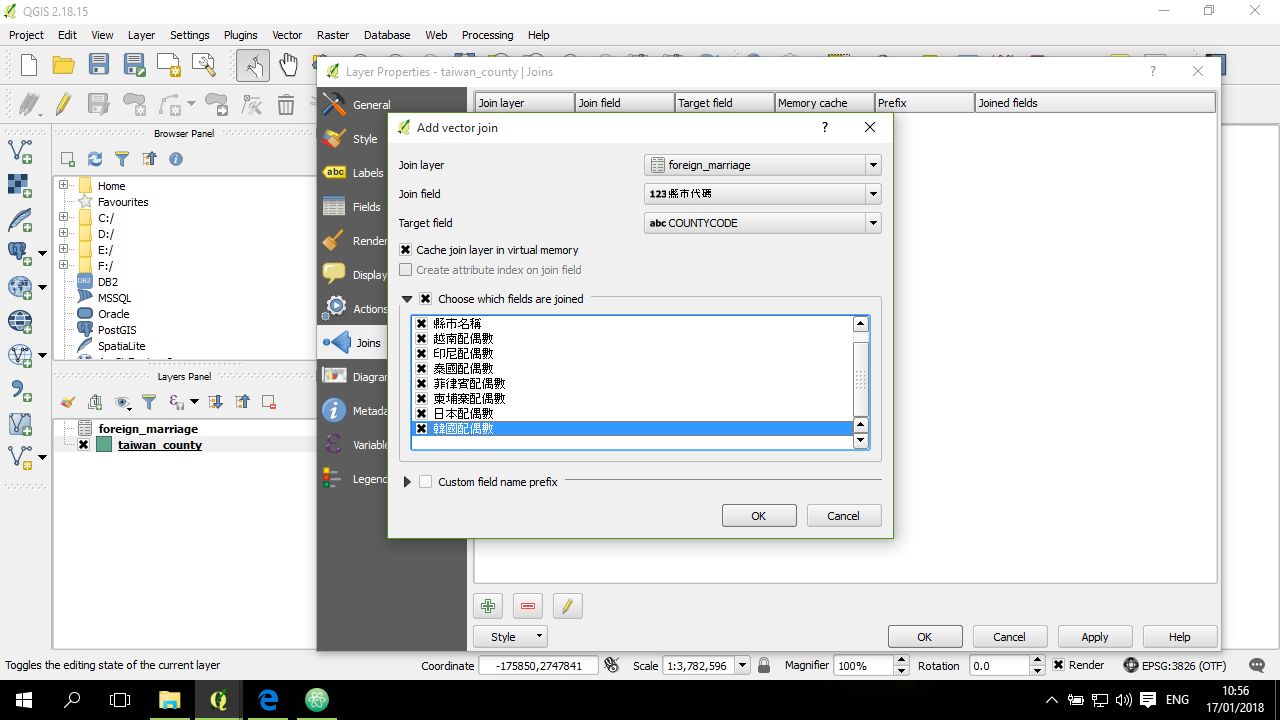 QGIS 2.18.15
Project Edit View Layer Settings Plugins Vector Raster Database Web Processing Help
Layer Properties - taiwan_county | Joins
General
Style
Labels
Fields
Display
Actions
Joins
Join layer Join field Target field Memory cache Prefix Joined fields
Add vector join
Join layer foreign_marriage
Join field 123 縣市代碼
Target field abc COUNTYCODE
Cache join layer in virtual memory
Create attribute index on join field
Choose which fields are joined
縣市名稱
越南配偶數
印尼配偶數
泰國配偶數
菲律賓配偶數
柬埔寨配偶數
日本配偶數
韓國配偶數
Custom field name prefix
OK Cancel
Browser Panel
Home
Favourites
C:/
D:/
E:/
F:/
DB2
MSSQL
Oracle
PostGIS
SpatiaLite
Layers Panel
foreign_marriage
taiwan_county
Style OK Cancel Apply Help
Toggles the editing state of the current layer
Coordinate -175850,2747841 Scale 1:3,782,596 Magnifier 100% Rotation 0.0 Render EPSG:3826 (OTF)
ENG
10:56
17/01/2018